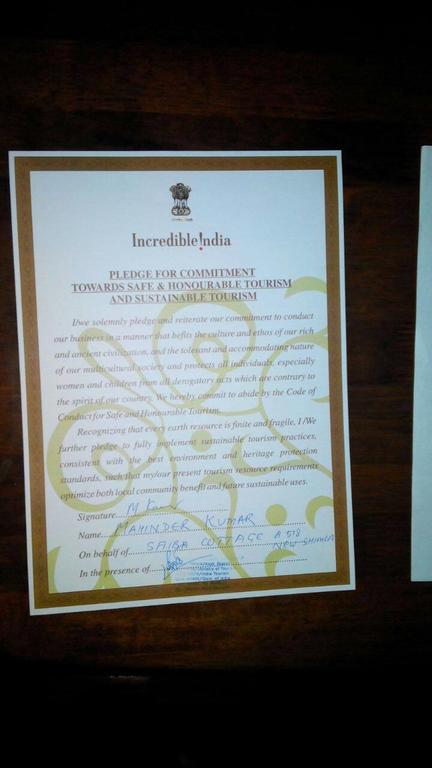 Incredible!ndia
PLEDGE FOR COMMITMENT
TOWARDS SAFE & HONOURABLE TOURISM
AND SUSTAINABLE TOURISM
I/we solemnly pledge and reiterate our commitment to conduct
our business in a manner that befits the culture and ethos of our rich
and ancient civilization, and the tolerant and accommodating nature
of our multicultural society and protects all individuals, especially
women and children from all derogatory acts which are contrary to
the spirit of our country. We hereby commit to abide by the Code of
Conduct for Safe and Honourable Tourism.
Recognizing that every earth resource is finite and fragile, I /We
further pledge to fully implement sustainable tourism practices,
consistent with the best environment and heritage protection
standards, such that my/our present tourism resource requirements
optimize both local community benefit and future sustainable uses.
Signature
Name MAHINDER KUMAR
On behalf of SAIBA COTTAGE A 518
NEW SHIMLA
In the presence of